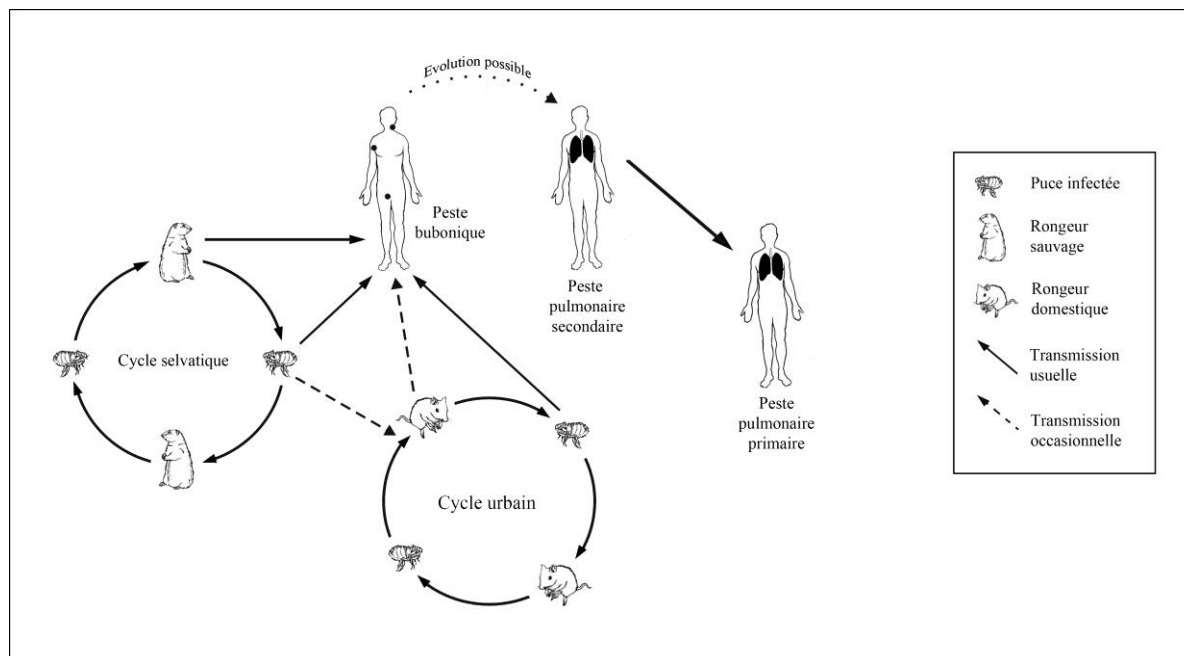 Evolution possible
Peste
bubonique
Peste
pulmonaire
secondaire
Peste
pulmonaire
primaire
Cycle selvatique
Cycle urbain
Puce infectée
Rongeur
sauvage
Rongeur
domestique
Transmission
usuelle
Transmission
occasionnelle